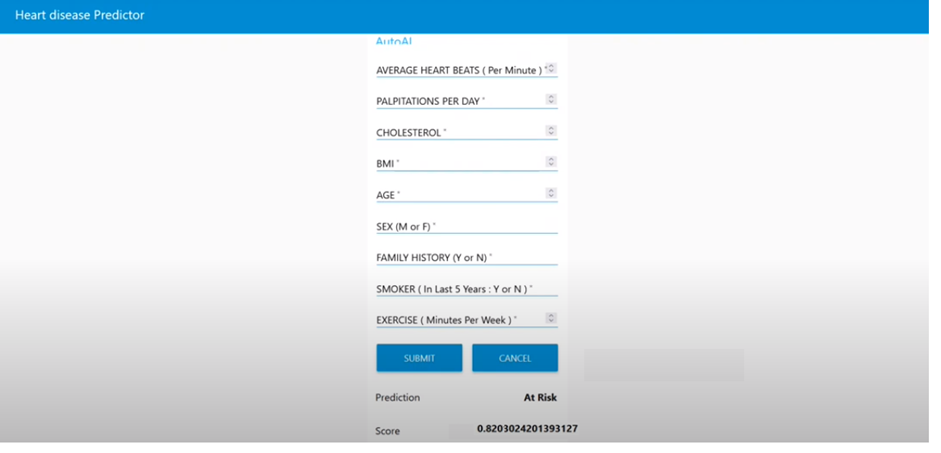 Heart disease Predictor
AutoAI
AVERAGE HEART BEATS ( Per Minute ) *
PALPITATIONS PER DAY *
CHOLESTEROL *
BMI *
AGE *
SEX (M or F) *
FAMILY HISTORY (Y or N) *
SMOKER ( In Last 5 Years : Y or N ) *
EXERCISE ( Minutes Per Week ) *
SUBMIT CANCEL
Prediction At Risk
Score 0.8203024201393127